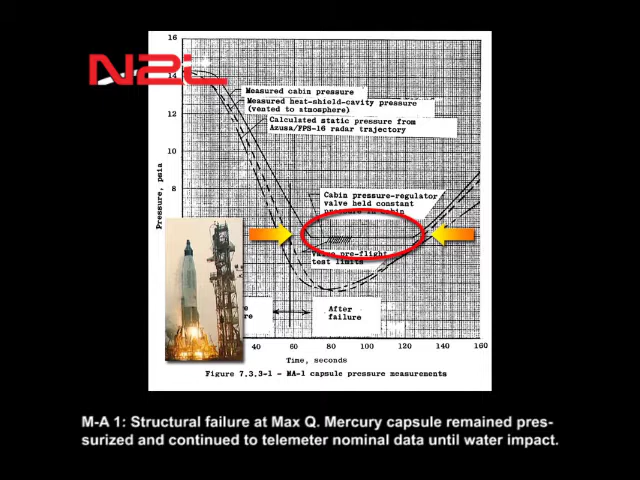 16
N2L
14
Measured cabin pressure
Measured heat-shield-cavity pressure
(vented to atmosphere)
12
Calculated static pressure from
Azusa/FPS-16 radar trajectory
10
Pressure, psia
8
Cabin pressure-regulator
valve held constant
pressure in cabin
Valve pre-flight
test limits
After
failure
re
40 60 80 100 120 140 160
Time, seconds
Figure 7.3.3-1 - MA-1 capsule pressure measurements
M-A 1: Structural failure at Max Q. Mercury capsule remained pres-
surized and continued to telemeter nominal data until water impact.